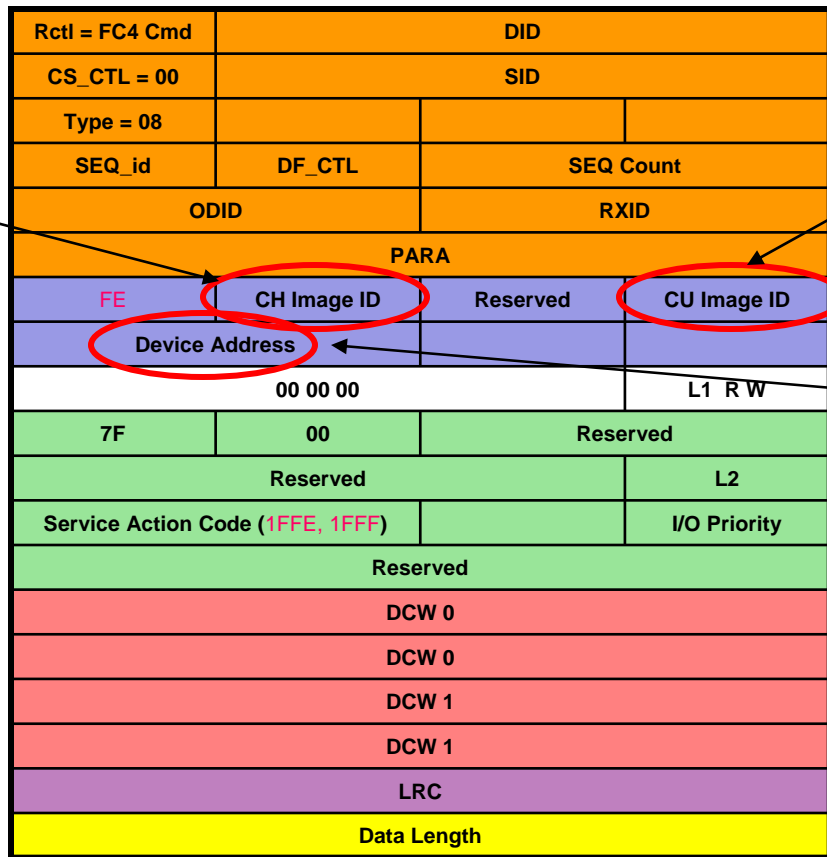 Rctl = FC4 Cmd DID
CS_CTL = 00 SID
Type = 08
SEQ_id DF_CTL SEQ Count
ODID RXID
PARA
FE CH Image ID Reserved CU Image ID
Device Address
00 00 00 L1 R W
7F 00 Reserved
Reserved L2
Service Action Code (1FFE, 1FFF) I/O Priority
Reserved
DCW 0
DCW 0
DCW 1
DCW 1
LRC
Data Length